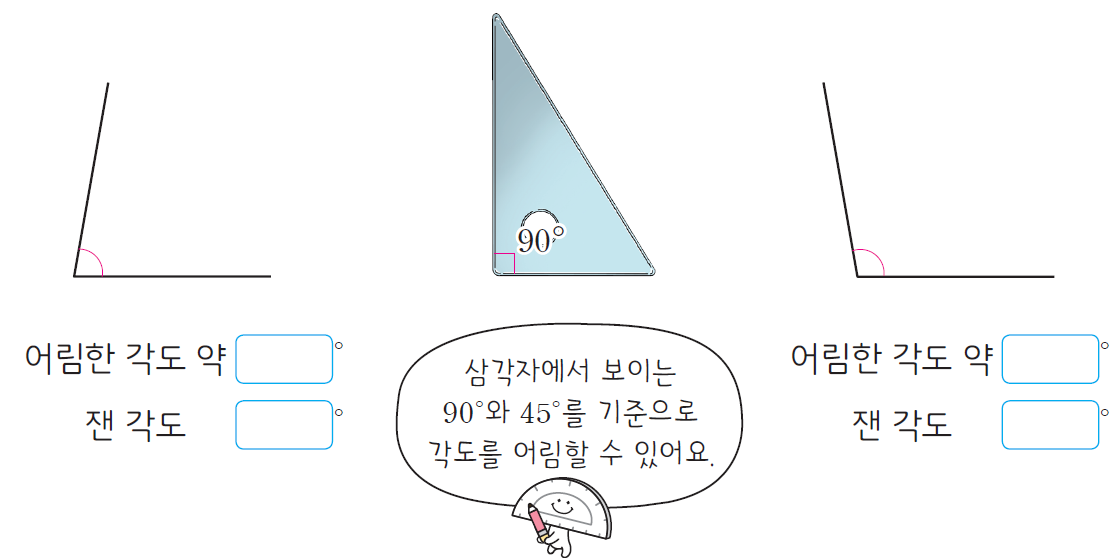 90°
어림한 각도 약 °
잰 각도 °
삼각자에서 보이는
90°와 45°를 기준으로
각도를 어림할 수 있어요.
어림한 각도 약 °
잰 각도 °